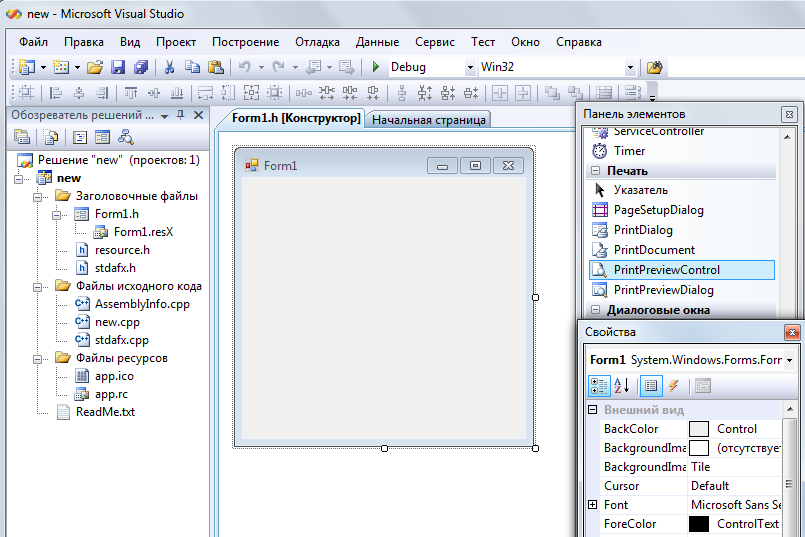 new - Microsoft Visual Studio
Файл Правка Вид Проект Построение Отладка Данные Сервис Тест Окно Справка
Debug Win32
Обозреватель решений ...
Решение "new" (проектов: 1)
new
Заголовочные файлы
Form1.h
Form1.resX
resource.h
stdafx.h
Файлы исходного кода
AssemblyInfo.cpp
new.cpp
stdafx.cpp
Файлы ресурсов
app.ico
app.rc
ReadMe.txt
Form1.h [Конструктор] Начальная страница
Form1
Панель элементов
ServiceController
Timer
Печать
Указатель
PageSetupDialog
PrintDialog
PrintDocument
PrintPreviewControl
PrintPreviewDialog
Диалоговые окна
Свойства
Form1 System.Windows.Forms.Forr
Внешний вид
BackColor Control
BackgroundIma (отсутствует
BackgroundIma Tile
Cursor Default
Font Microsoft Sans Se
ForeColor ControlText